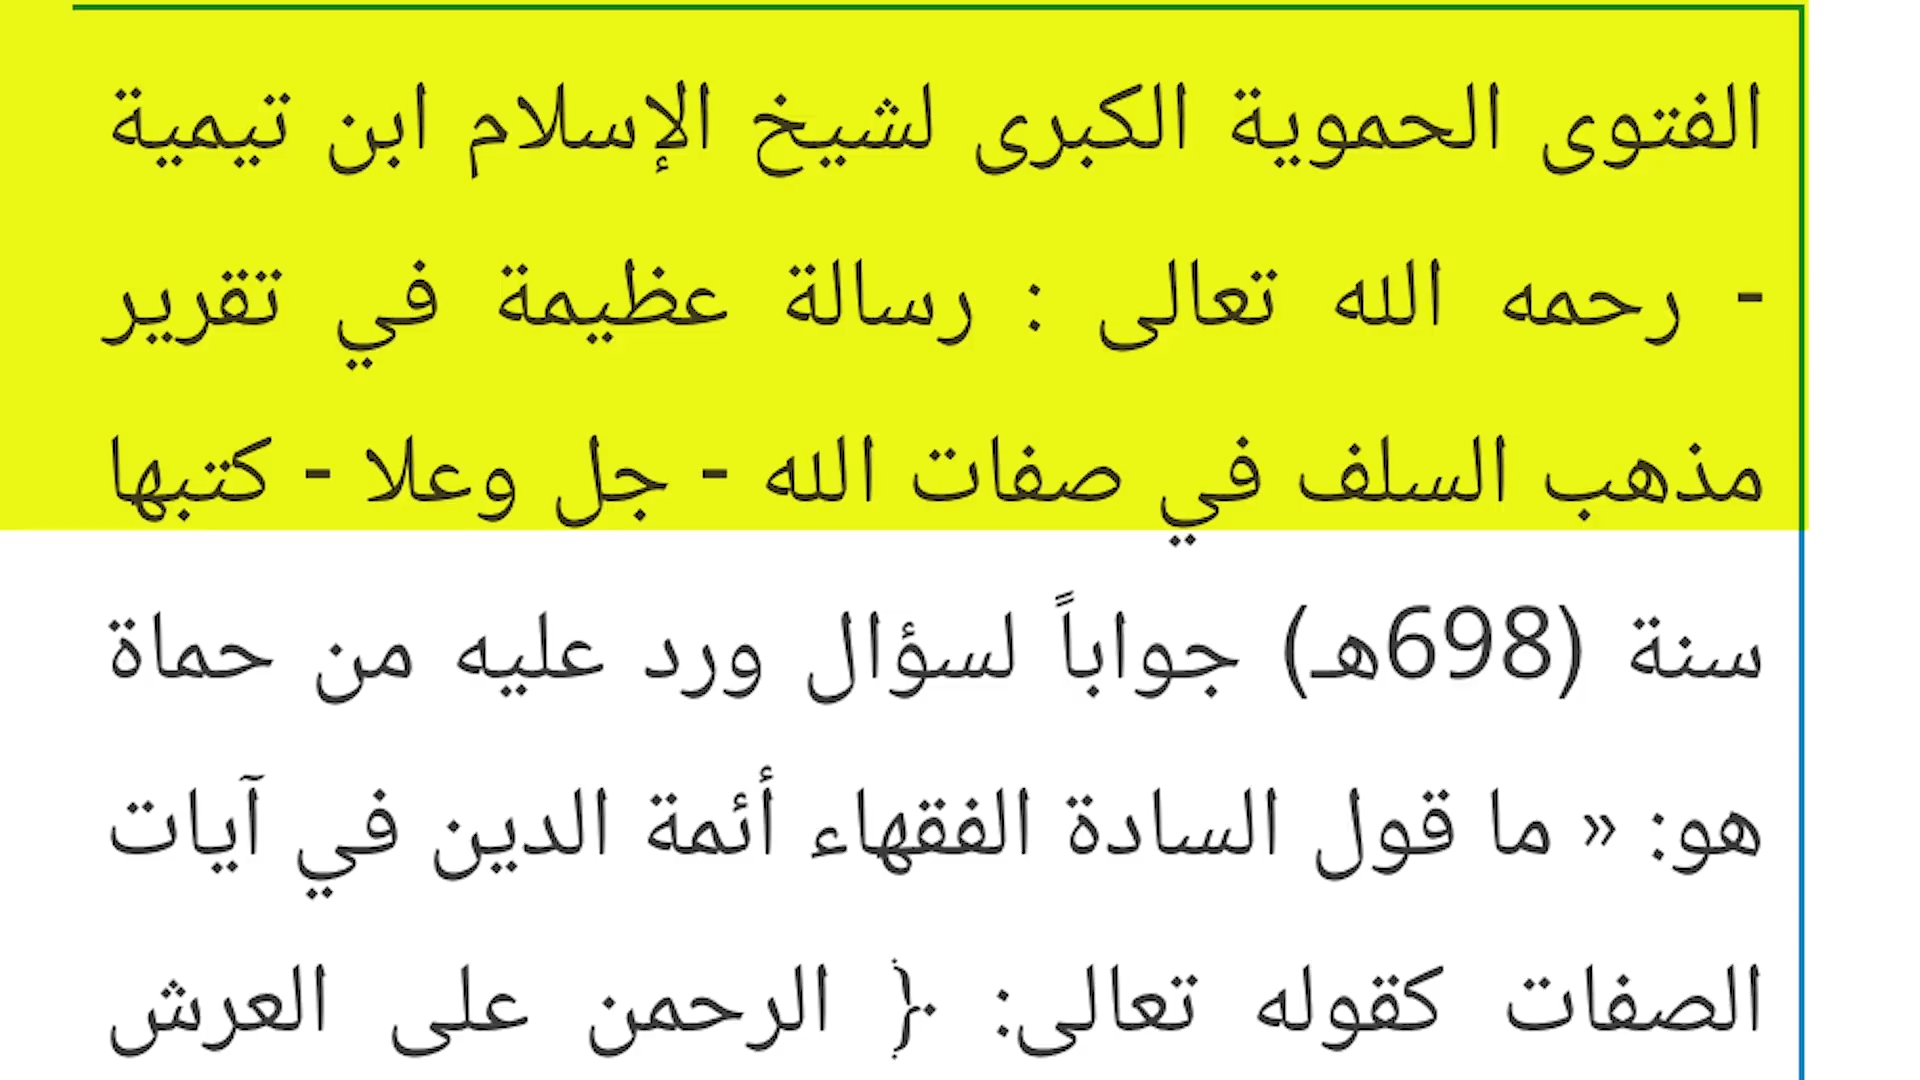 الفتوى الحموية الكبرى لشيخ الإسلام ابن تيمية
- رحمه الله تعالى : رسالة عظيمة في تقرير
مذهب السلف في صفات الله - جل وعلا - كتبها
سنة (698هـ) جواباً لسؤال ورد عليه من حماة
هو: « ما قول السادة الفقهاء أئمة الدين في آيات
الصفات كقوله تعالى: ﴿ الرحمن على العرش